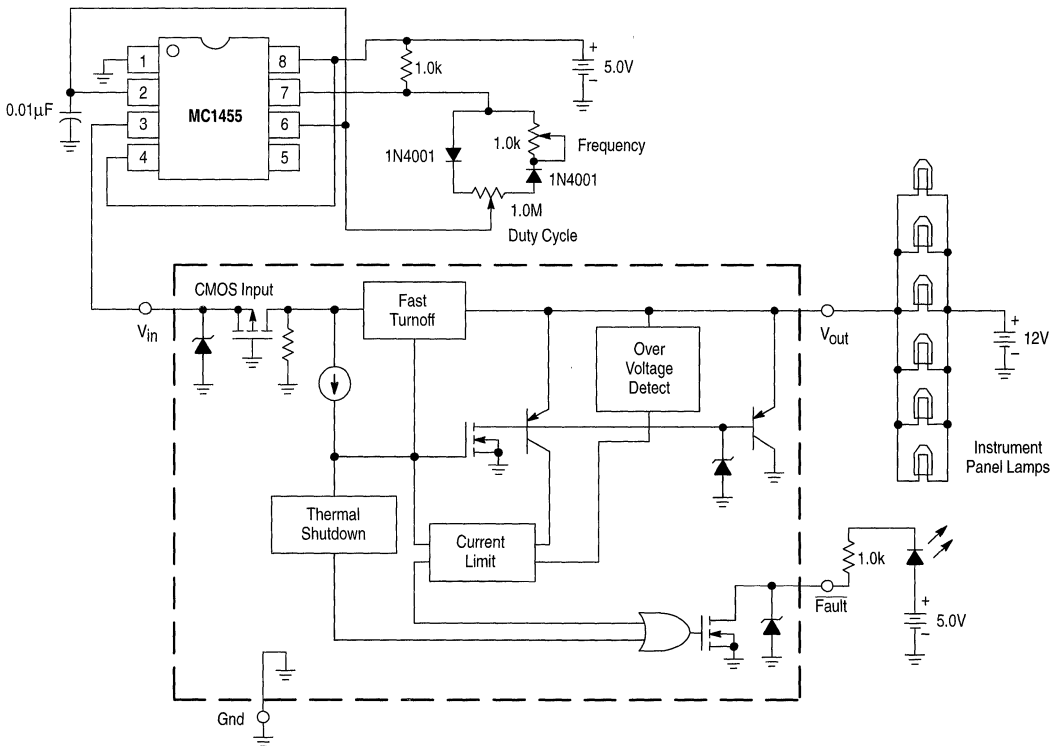 1
2
3
4
MC1455
8
7
6
5
0.01µF
1.0k
+
5.0V
–
1.0k
Frequency
1N4001
1N4001
1.0M
Duty Cycle
CMOS Input
Vin
Fast
Turnoff
Over
Voltage
Detect
Vout
+
12V
–
Instrument
Panel Lamps
Thermal
Shutdown
Current
Limit
1.0k
Fault
+
5.0V
–
Gnd